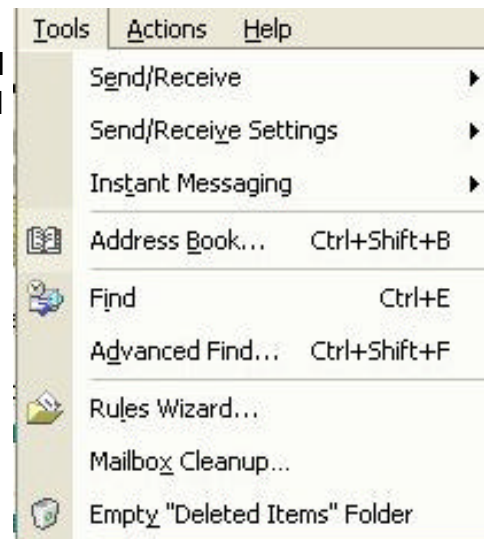 Tools Actions Help
Send/Receive
Send/Receive Settings
Instant Messaging
Address Book... Ctrl+Shift+B
Find Ctrl+E
Advanced Find... Ctrl+Shift+F
Rules Wizard...
Mailbox Cleanup...
Empty "Deleted Items" Folder